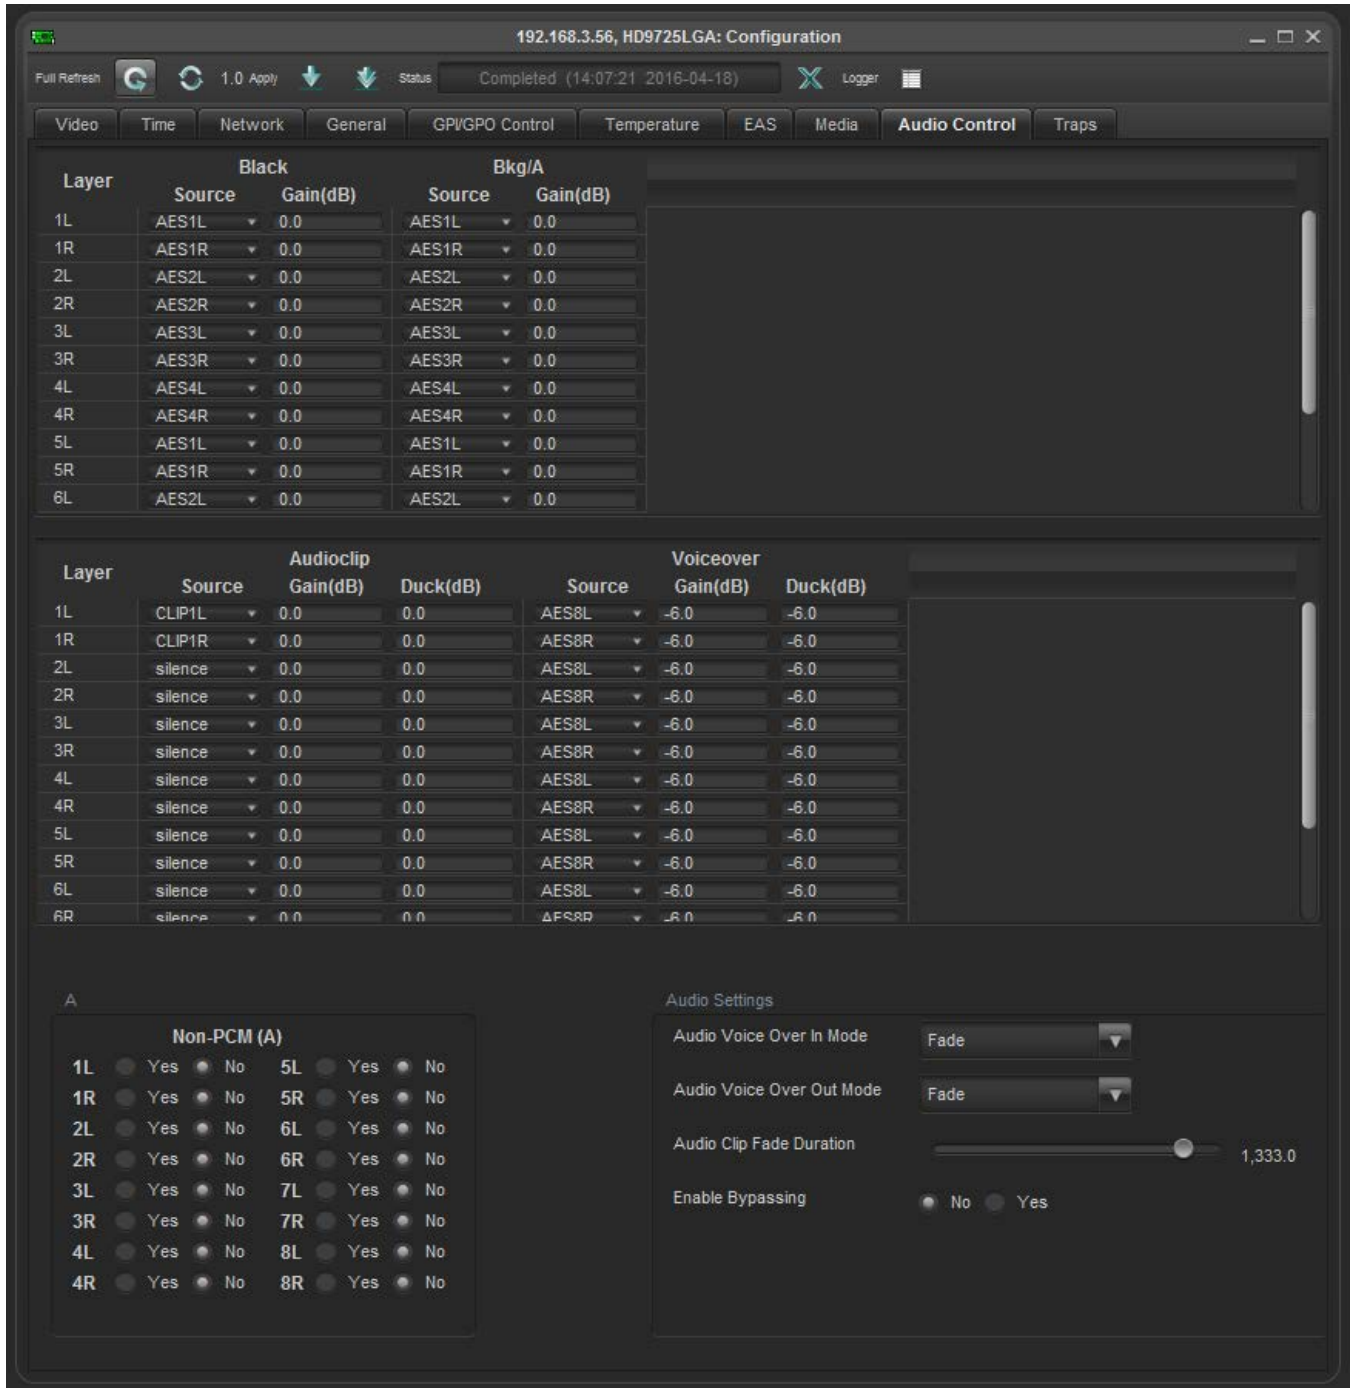 192.168.3.56, HD9725LGA: Configuration
Full Refresh 1.0 Apply Status Completed (14:07:21 2016-04-18) Logger
Video Time Network General GPI/GPO Control Temperature EAS Media Audio Control Traps
Black Bkg/A
Layer
Source Gain(dB) Source Gain(dB)
1L AES1L 0.0 AES1L 0.0
1R AES1R 0.0 AES1R 0.0
2L AES2L 0.0 AES2L 0.0
2R AES2R 0.0 AES2R 0.0
3L AES3L 0.0 AES3L 0.0
3R AES3R 0.0 AES3R 0.0
4L AES4L 0.0 AES4L 0.0
4R AES4R 0.0 AES4R 0.0
5L AES1L 0.0 AES1L 0.0
5R AES1R 0.0 AES1R 0.0
6L AES2L 0.0 AES2L 0.0
Audioclip Voiceover
Layer
Source Gain(dB) Duck(dB) Source Gain(dB) Duck(dB)
1L CLIP1L 0.0 0.0 AES8L -6.0 -6.0
1R CLIP1R 0.0 0.0 AES8R -6.0 -6.0
2L silence 0.0 0.0 AES8L -6.0 -6.0
2R silence 0.0 0.0 AES8R -6.0 -6.0
3L silence 0.0 0.0 AES8L -6.0 -6.0
3R silence 0.0 0.0 AES8R -6.0 -6.0
4L silence 0.0 0.0 AES8L -6.0 -6.0
4R silence 0.0 0.0 AES8R -6.0 -6.0
5L silence 0.0 0.0 AES8L -6.0 -6.0
5R silence 0.0 0.0 AES8R -6.0 -6.0
6L silence 0.0 0.0 AES8L -6.0 -6.0
6R silence 0.0 0.0 AES8R -6.0 -6.0
A
Non-PCM (A)
1L Yes No 5L Yes No
1R Yes No 5R Yes No
2L Yes No 6L Yes No
2R Yes No 6R Yes No
3L Yes No 7L Yes No
3R Yes No 7R Yes No
4L Yes No 8L Yes No
4R Yes No 8R Yes No
Audio Settings
Audio Voice Over In Mode Fade
Audio Voice Over Out Mode Fade
Audio Clip Fade Duration 1,333.0
Enable Bypassing No Yes